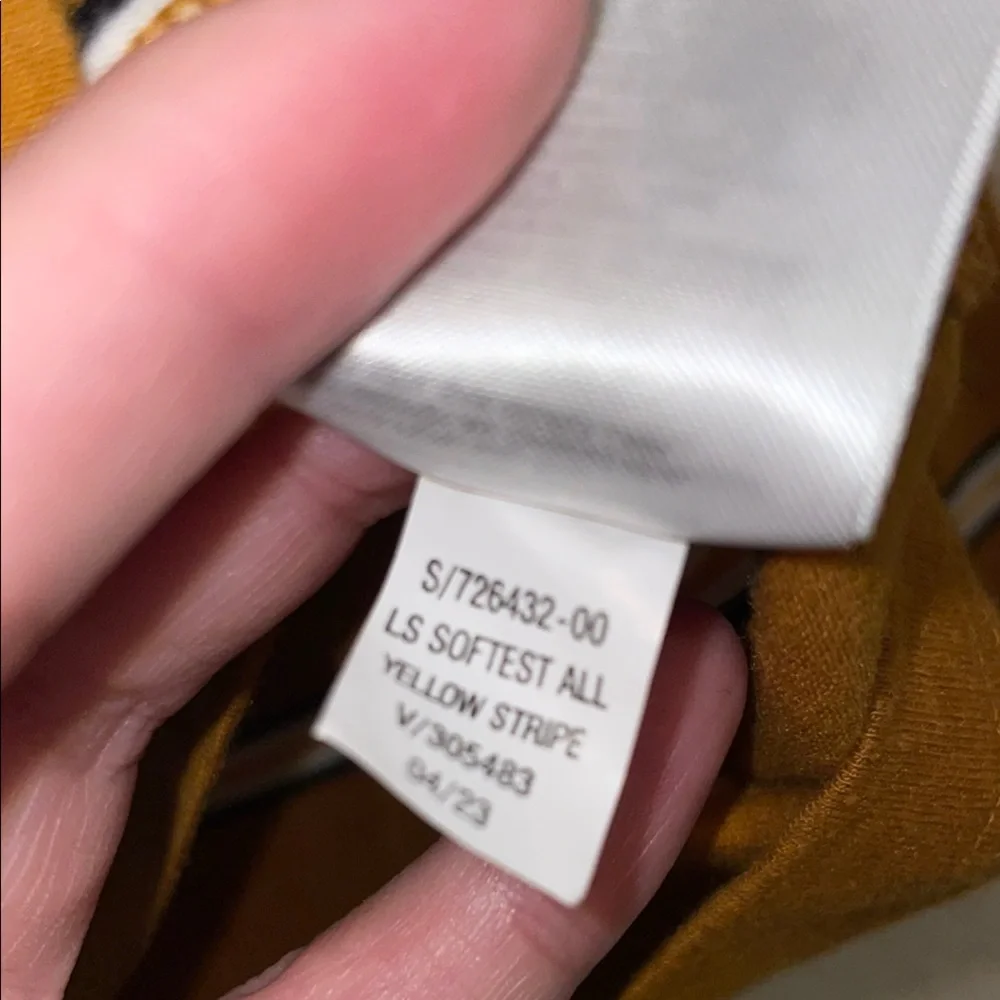 S/726432-00
LS SOFTEST ALL
YELLOW STRIPE
V/305483
04/23